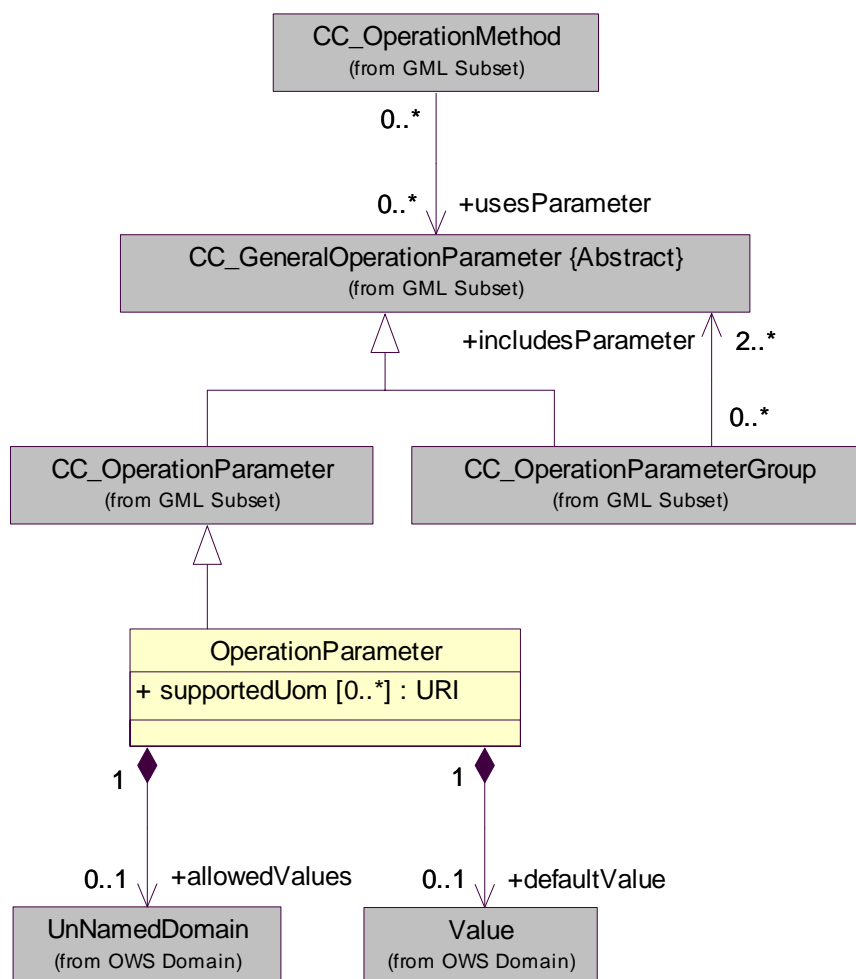 CC_OperationMethod
(from GML Subset)
0..*
0..* +usesParameter
CC_GeneralOperationParameter {Abstract}
(from GML Subset)
+includesParameter 2..*
0..*
CC_OperationParameter
(from GML Subset)
CC_OperationParameterGroup
(from GML Subset)
OperationParameter
+ supportedUom [0..*] : URI
1
1
0..1 +allowedValues
0..1 +defaultValue
UnNamedDomain
(from OWS Domain)
Value
(from OWS Domain)